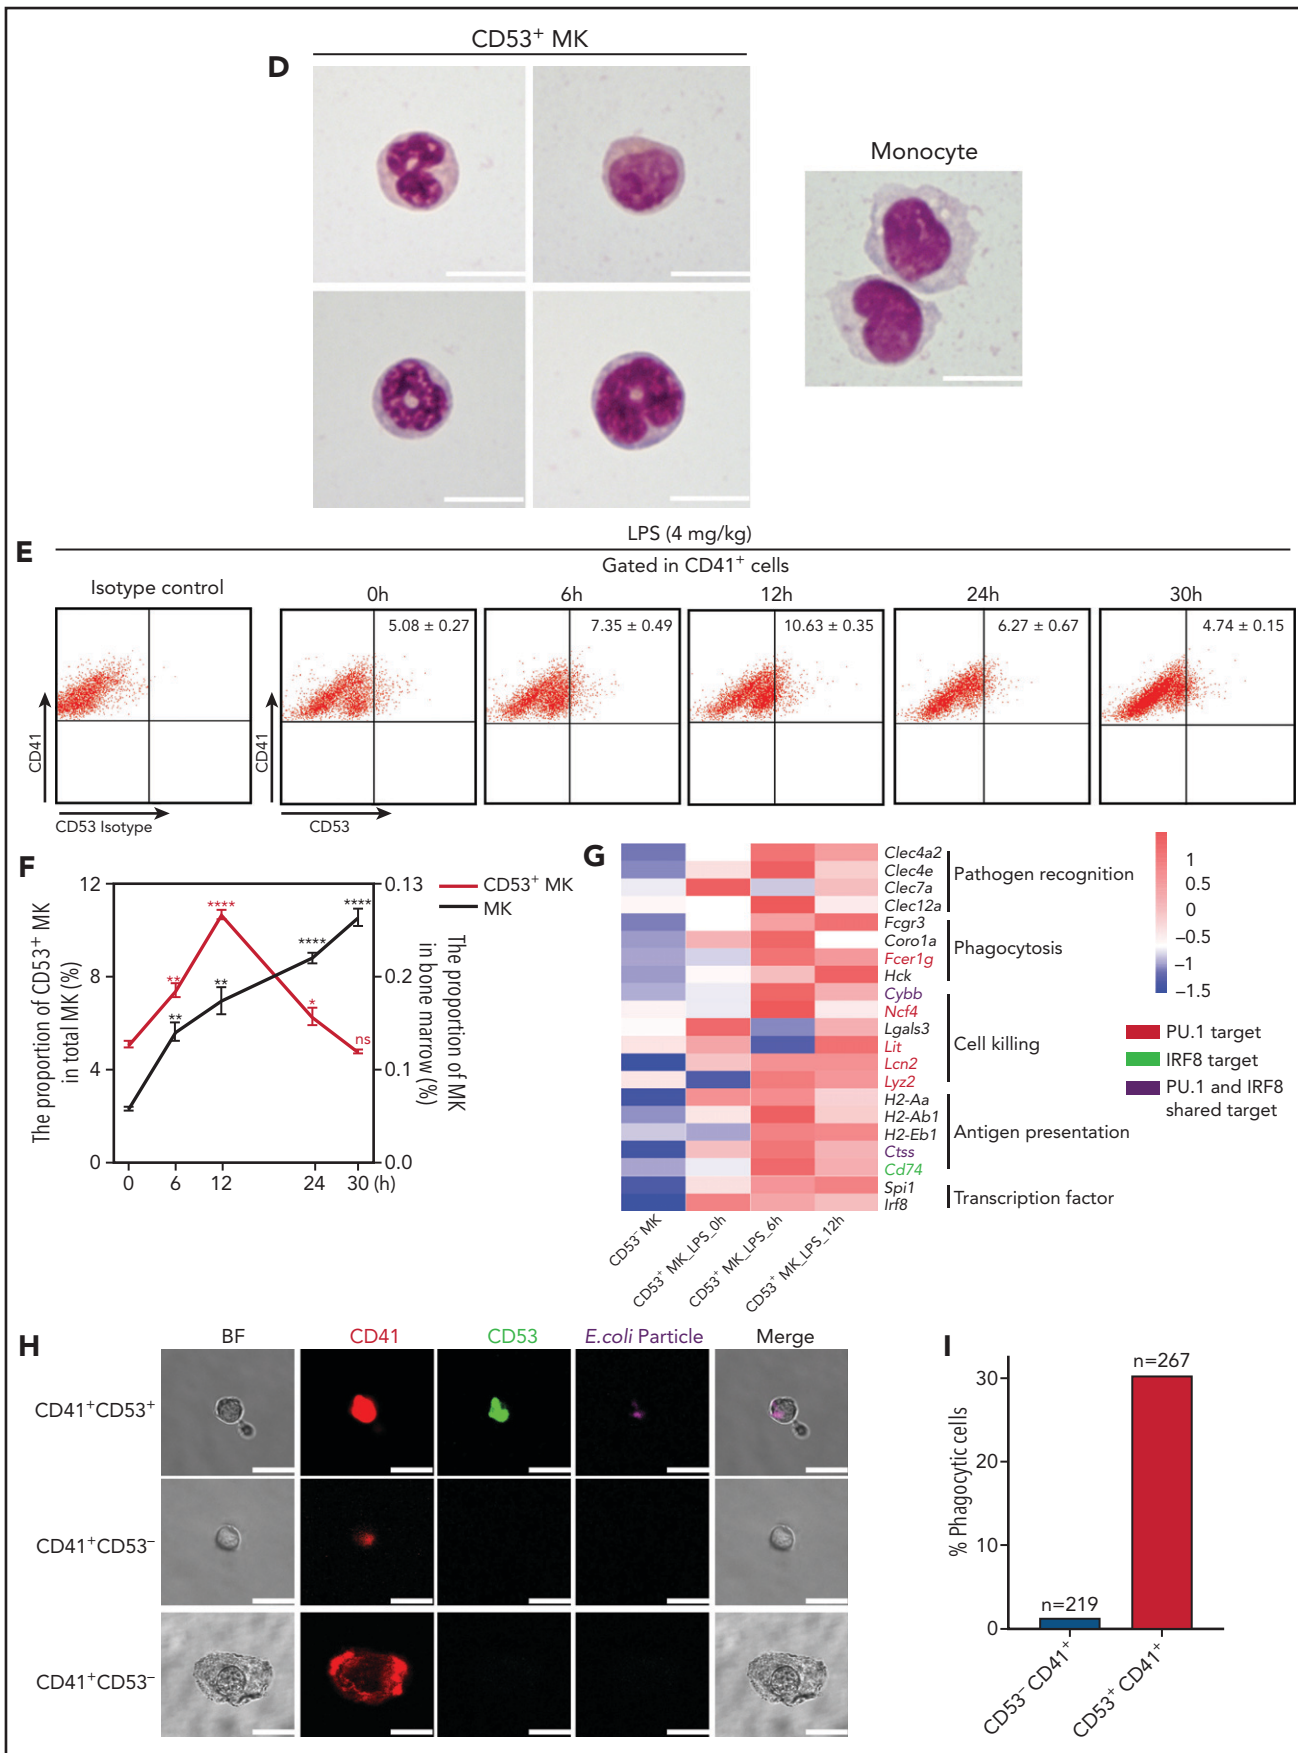 CD53+ MK
D
Monocyte
LPS (4 mg/kg)
E
Gated in CD41+ cells
Isotype control
0h
6h
12h
24h
30h
5.08 ± 0.27
7.35 ± 0.49
10.63 ± 0.35
6.27 ± 0.67
4.74 ± 0.15
CD41
CD41
CD53 Isotype
CD53
F
The proportion of CD53+ MK
in total MK (%)
12
8
4
0
0.13
0.2
0.1
0.0
The proportion of MK
in bone marrow (%)
CD53+ MK
MK
**
****
*
ns
**
**
****
****
0
6
12
24
30 (h)
G
Clec4a2
Clec4e
Clec7a
Clec12a
Fcgr3
Coro1a
Fcer1g
Hck
Cybb
Ncf4
Lgals3
Lit
Lcn2
Lyz2
H2-Aa
H2-Ab1
H2-Eb1
Ctss
Cd74
Spi1
Irf8
Pathogen recognition
Phagocytosis
Cell killing
Antigen presentation
Transcription factor
1
0.5
0
−0.5
−1
−1.5
PU.1 target
IRF8 target
PU.1 and IRF8
shared target
CD53− MK
CD53+ MK_LPS_0h
CD53+ MK_LPS_6h
CD53+ MK_LPS_12h
H
BF
CD41
CD53
E.coli Particle
Merge
CD41+CD53+
CD41+CD53−
CD41+CD53−
I
% Phagocytic cells
30
20
10
0
n=219
n=267
CD53− CD41+
CD53+ CD41+